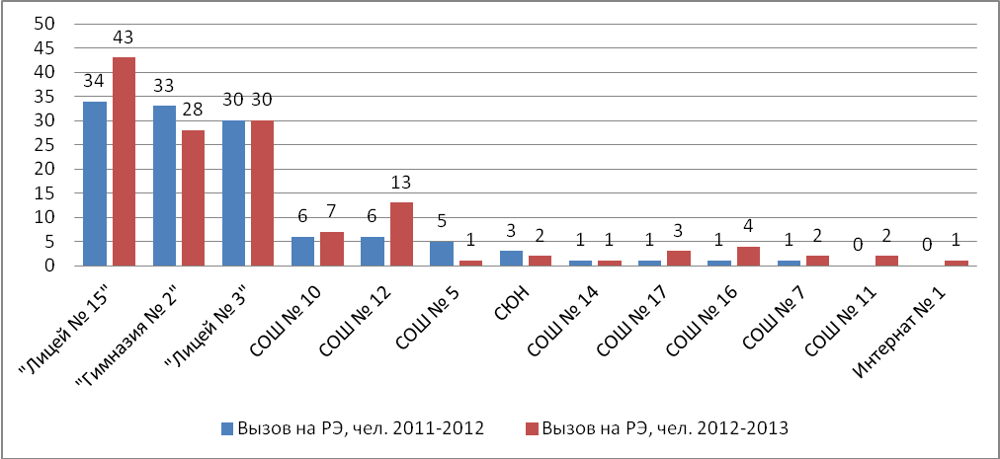 50
45
40
35
30
25
20
15
10
5
0
34 43
33 28
30 30
6 7
6 13
5 1
3 2
1 1
1 3
1 4
1 2
0 2
0 1
"Лицей № 15"
"Гимназия № 2"
"Лицей № 3"
СОШ № 10
СОШ № 12
СОШ № 5
СЮН
СОШ № 14
СОШ № 17
СОШ № 16
СОШ № 7
СОШ № 11
Интернат № 1
Вызов на РЭ, чел. 2011-2012
Вызов на РЭ, чел. 2012-2013